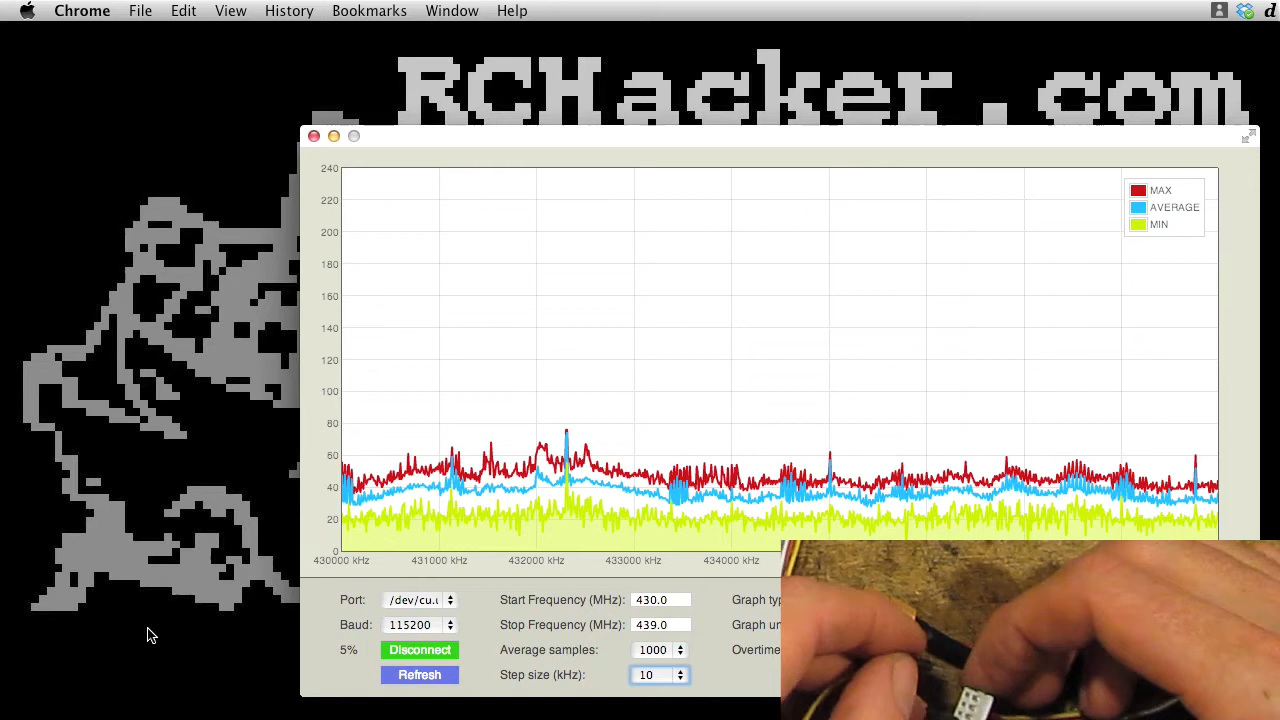 Chrome File Edit View History Bookmarks Window Help d
RCHacker.com
240
220
200
180
160
140
120
100
80
60
40
20
0
MAX
AVERAGE
MIN
430000 kHz 431000 kHz 432000 kHz 433000 kHz 434000 kHz
Port: /dev/cu.u Start Frequency (MHz): 430.0 Graph typ
Baud: 115200 Stop Frequency (MHz): 439.0 Graph un
5% Disconnect Average samples: 1000 Overtime
Refresh Step size (kHz): 10